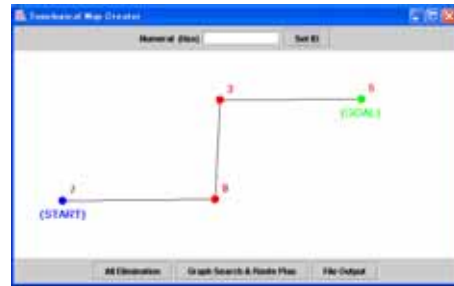 Topological Map Creator
Numeral (Hex)
Set ID
3
5
(GOAL)
7
9
(START)
All Elimination
Graph Search & Route Plan
File Output